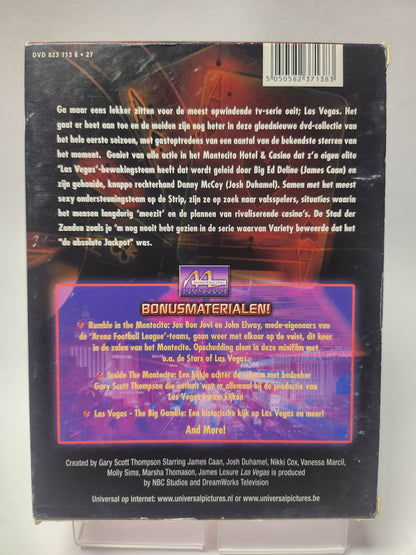 DVD 823 713 8 • 27
5 050582 371383
Ga maar eens lekker zitten voor de meest opwindende tv-serie ooit; Las Vegas. Het
gaat er heet aan toe en de meiden zijn nog heter in deze gloednieuwe dvd-collectie van
het hele eerste seizoen, met gastoptredens van een aantal van de bekendste sterren van
het moment. Geniet van alle actie in het Montecito Hotel & Casino dat z'n eigen elite
'Las Vegas'-bewakingsteam heeft dat wordt geleid door Big Ed Deline (James Caan) en
zijn gehaaide, knappe rechterhand Danny McCoy (Josh Duhamel). Samen met het meest
sexy ondersteuningsteam op de Strip, zijn ze op zoek naar valsspelers, situaties waarin
het mensen langdurig 'meezit' en de plannen van rivaliserende casino's. De Stad der
Zonden zoals je 'm nog nooit hebt gezien in de serie waarvan Variety beweerde dat het
"de absolute Jackpot" was.
BONUSMATERIALEN!
Rumble in the Montecito: Jon Bon Jovi en John Elway, mede-eigenaars van
de 'Arena Football League'-teams, gaan weer met elkaar op de vuist, dit keer
in de zalen van het Montecito. Opschudding alom in deze minifilm met
o.a. de Stars of Las Vegas.
Inside The Montecito: Een kijkje achter de scherm met bedenker
Gary Scott Thompson die onthult wat er allemaal bij de productie van
Las Vegas kwam kijken
Las Vegas - The Big Gamble: Een historische kijk op Las Vegas en meer!
And More!
Created by Gary Scott Thompson Starring James Caan, Josh Duhamel, Nikki Cox, Vanessa Marcil,
Molly Sims, Marsha Thomason, James Lesure Las Vegas is produced
by NBC Studios and DreamWorks Television
Universal op internet: www.universalpictures.nl or www.universalpictures.be